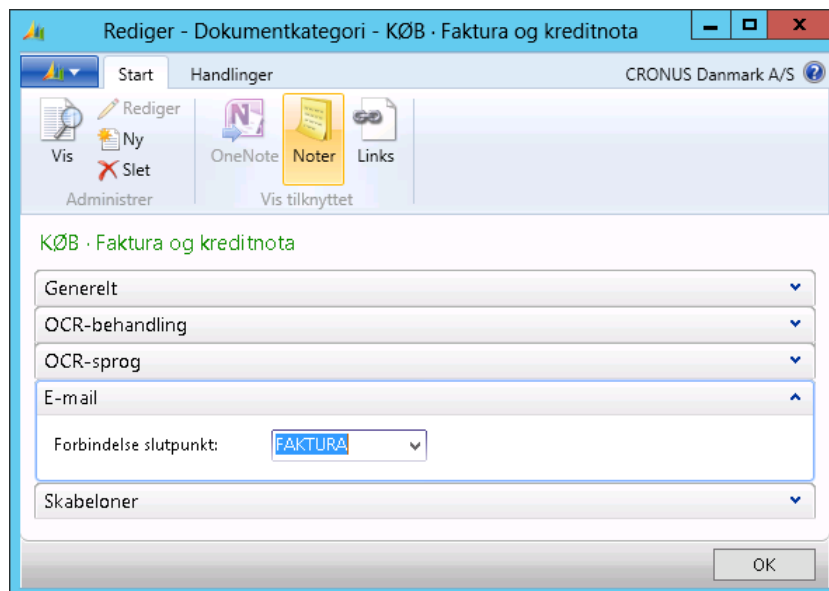 Rediger - Dokumentkategori - KØB · Faktura og kreditnota
Start Handlinger CRONUS Danmark A/S
Vis
Rediger
Ny
Slet
Administrer
OneNote Noter Links
Vis tilknyttet
KØB · Faktura og kreditnota
Generelt
OCR-behandling
OCR-sprog
E-mail
Forbindelse slutpunkt: FAKTURA
Skabeloner
OK